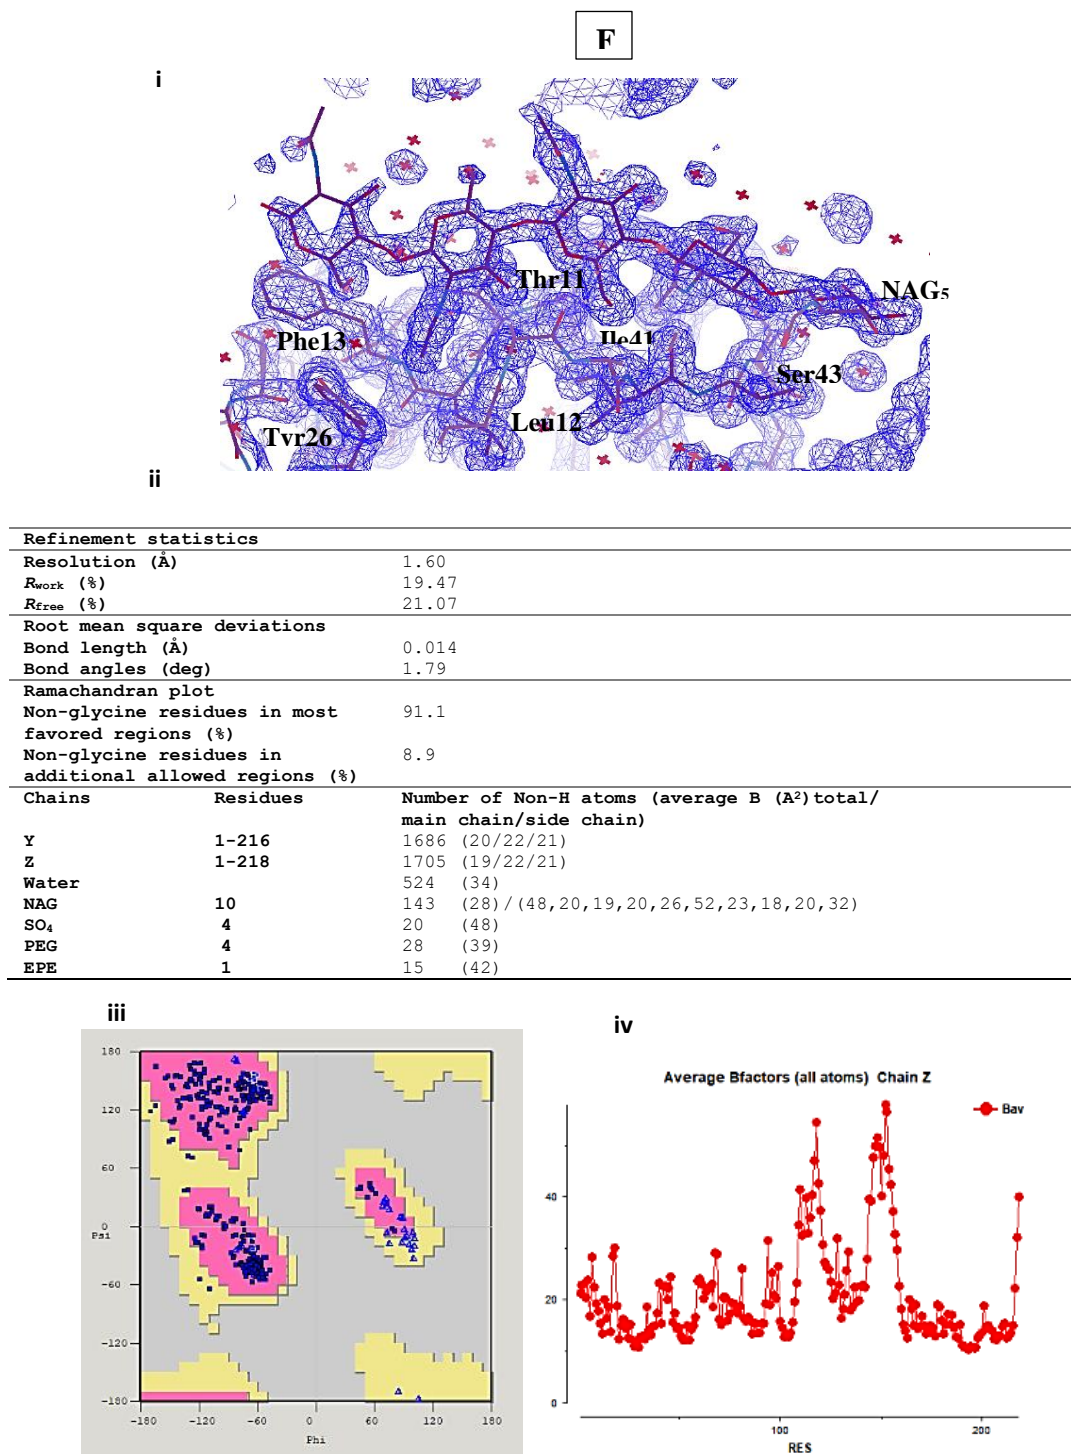 F
i
Thr11
NAG5
Phe13
Ile41
Ser43
Leu12
Tyr26
ii
Refinement statistics
Resolution (Å) 1.60
Rwork (%) 19.47
Rfree (%) 21.07
Root mean square deviations
Bond length (Å) 0.014
Bond angles (deg) 1.79
Ramachandran plot
Non-glycine residues in most 91.1
favored regions (%)
Non-glycine residues in 8.9
additional allowed regions (%)
Chains Residues Number of Non-H atoms (average B (A²)total/
main chain/side chain)
Y 1-216 1686 (20/22/21)
Z 1-218 1705 (19/22/21)
Water 524 (34)
NAG 10 143 (28)/(48,20,19,20,26,52,23,18,20,32)
SO₄ 4 20 (48)
PEG 4 28 (39)
EPE 1 15 (42)
iii
180
120
60
0
Psi
-60
-120
-180
-180 -120 -60 0 60 120 180
Phi
iv
Average Bfactors (all atoms) Chain Z
Bav
40
20
0
100 200
RES